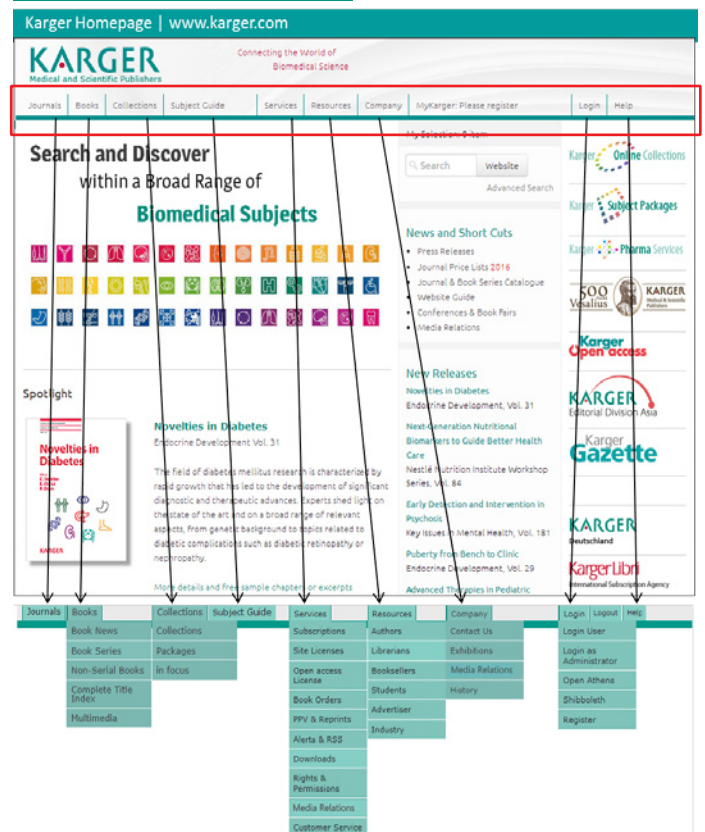 Karger Homepage | www.karger.com
KARGER
Medical and Scientific Publishers
Connecting the World of
Biomedical Science
Journals Books Collections Subject Guide Services Resources Company MyKarger: Please register Login Help
My Selection: 0 item
Search and Discover
within a Broad Range of
Biomedical Subjects
Search Website
Advanced Search
News and Short Cuts
Press Releases
Journal Price Lists 2016
Journal & Book Series Catalogue
Website Guide
Conferences & Book Fairs
Media Relations
Karger Online Collections
Karger Subject Packages
Karger Pharma Services
500
Vesalius
KARGER
Medical & Scientific
Publishers
Karger
Open access
KARGER
Editorial Division Asia
Karger
Gazette
KARGER
Deutschland
Karger Libri
International Subscription Agency
Spotlight
Novelties in
Diabetes
KARGER
Novelties in Diabetes
Endocrine Development Vol. 31
The field of diabetes mellitus research is characterized by
rapid growth that has led to the development of significant
diagnostic and therapeutic advances. Experts shed light on
the state of the art and on a broad range of relevant
aspects, from genetic background to topics related to
diabetic complications such as diabetic retinopathy or
nephropathy.
More details and free sample chapters or excerpts
New Releases
Novelties in Diabetes
Endocrine Development, Vol. 31
Next-Generation Nutritional
Biomarkers to Guide Better Health
Care
Nestlé Nutrition Institute Workshop
Series, Vol. 84
Early Detection and Intervention in
Psychosis
Key Issues in Mental Health, Vol. 181
Puberty from Bench to Clinic
Endocrine Development, Vol. 29
Advanced Therapies in Pediatric
Journals
Books
Book News
Book Series
Non-Serial Books
Complete Title
Index
Multimedia
Collections
Collections
Packages
in focus
Subject Guide
Services
Subscriptions
Site Licenses
Open access
License
Book Orders
PPV & Reprints
Alerta & RSS
Downloads
Rights &
Permissions
Media Relations
Customer Service
Resources
Authors
Librarians
Booksellers
Students
Advertiser
Industry
Company
Contact Us
Exhibitions
Media Relations
History
Login Logout Help
Login User
Login as
Administrator
Open Athens
Shibboleth
Register